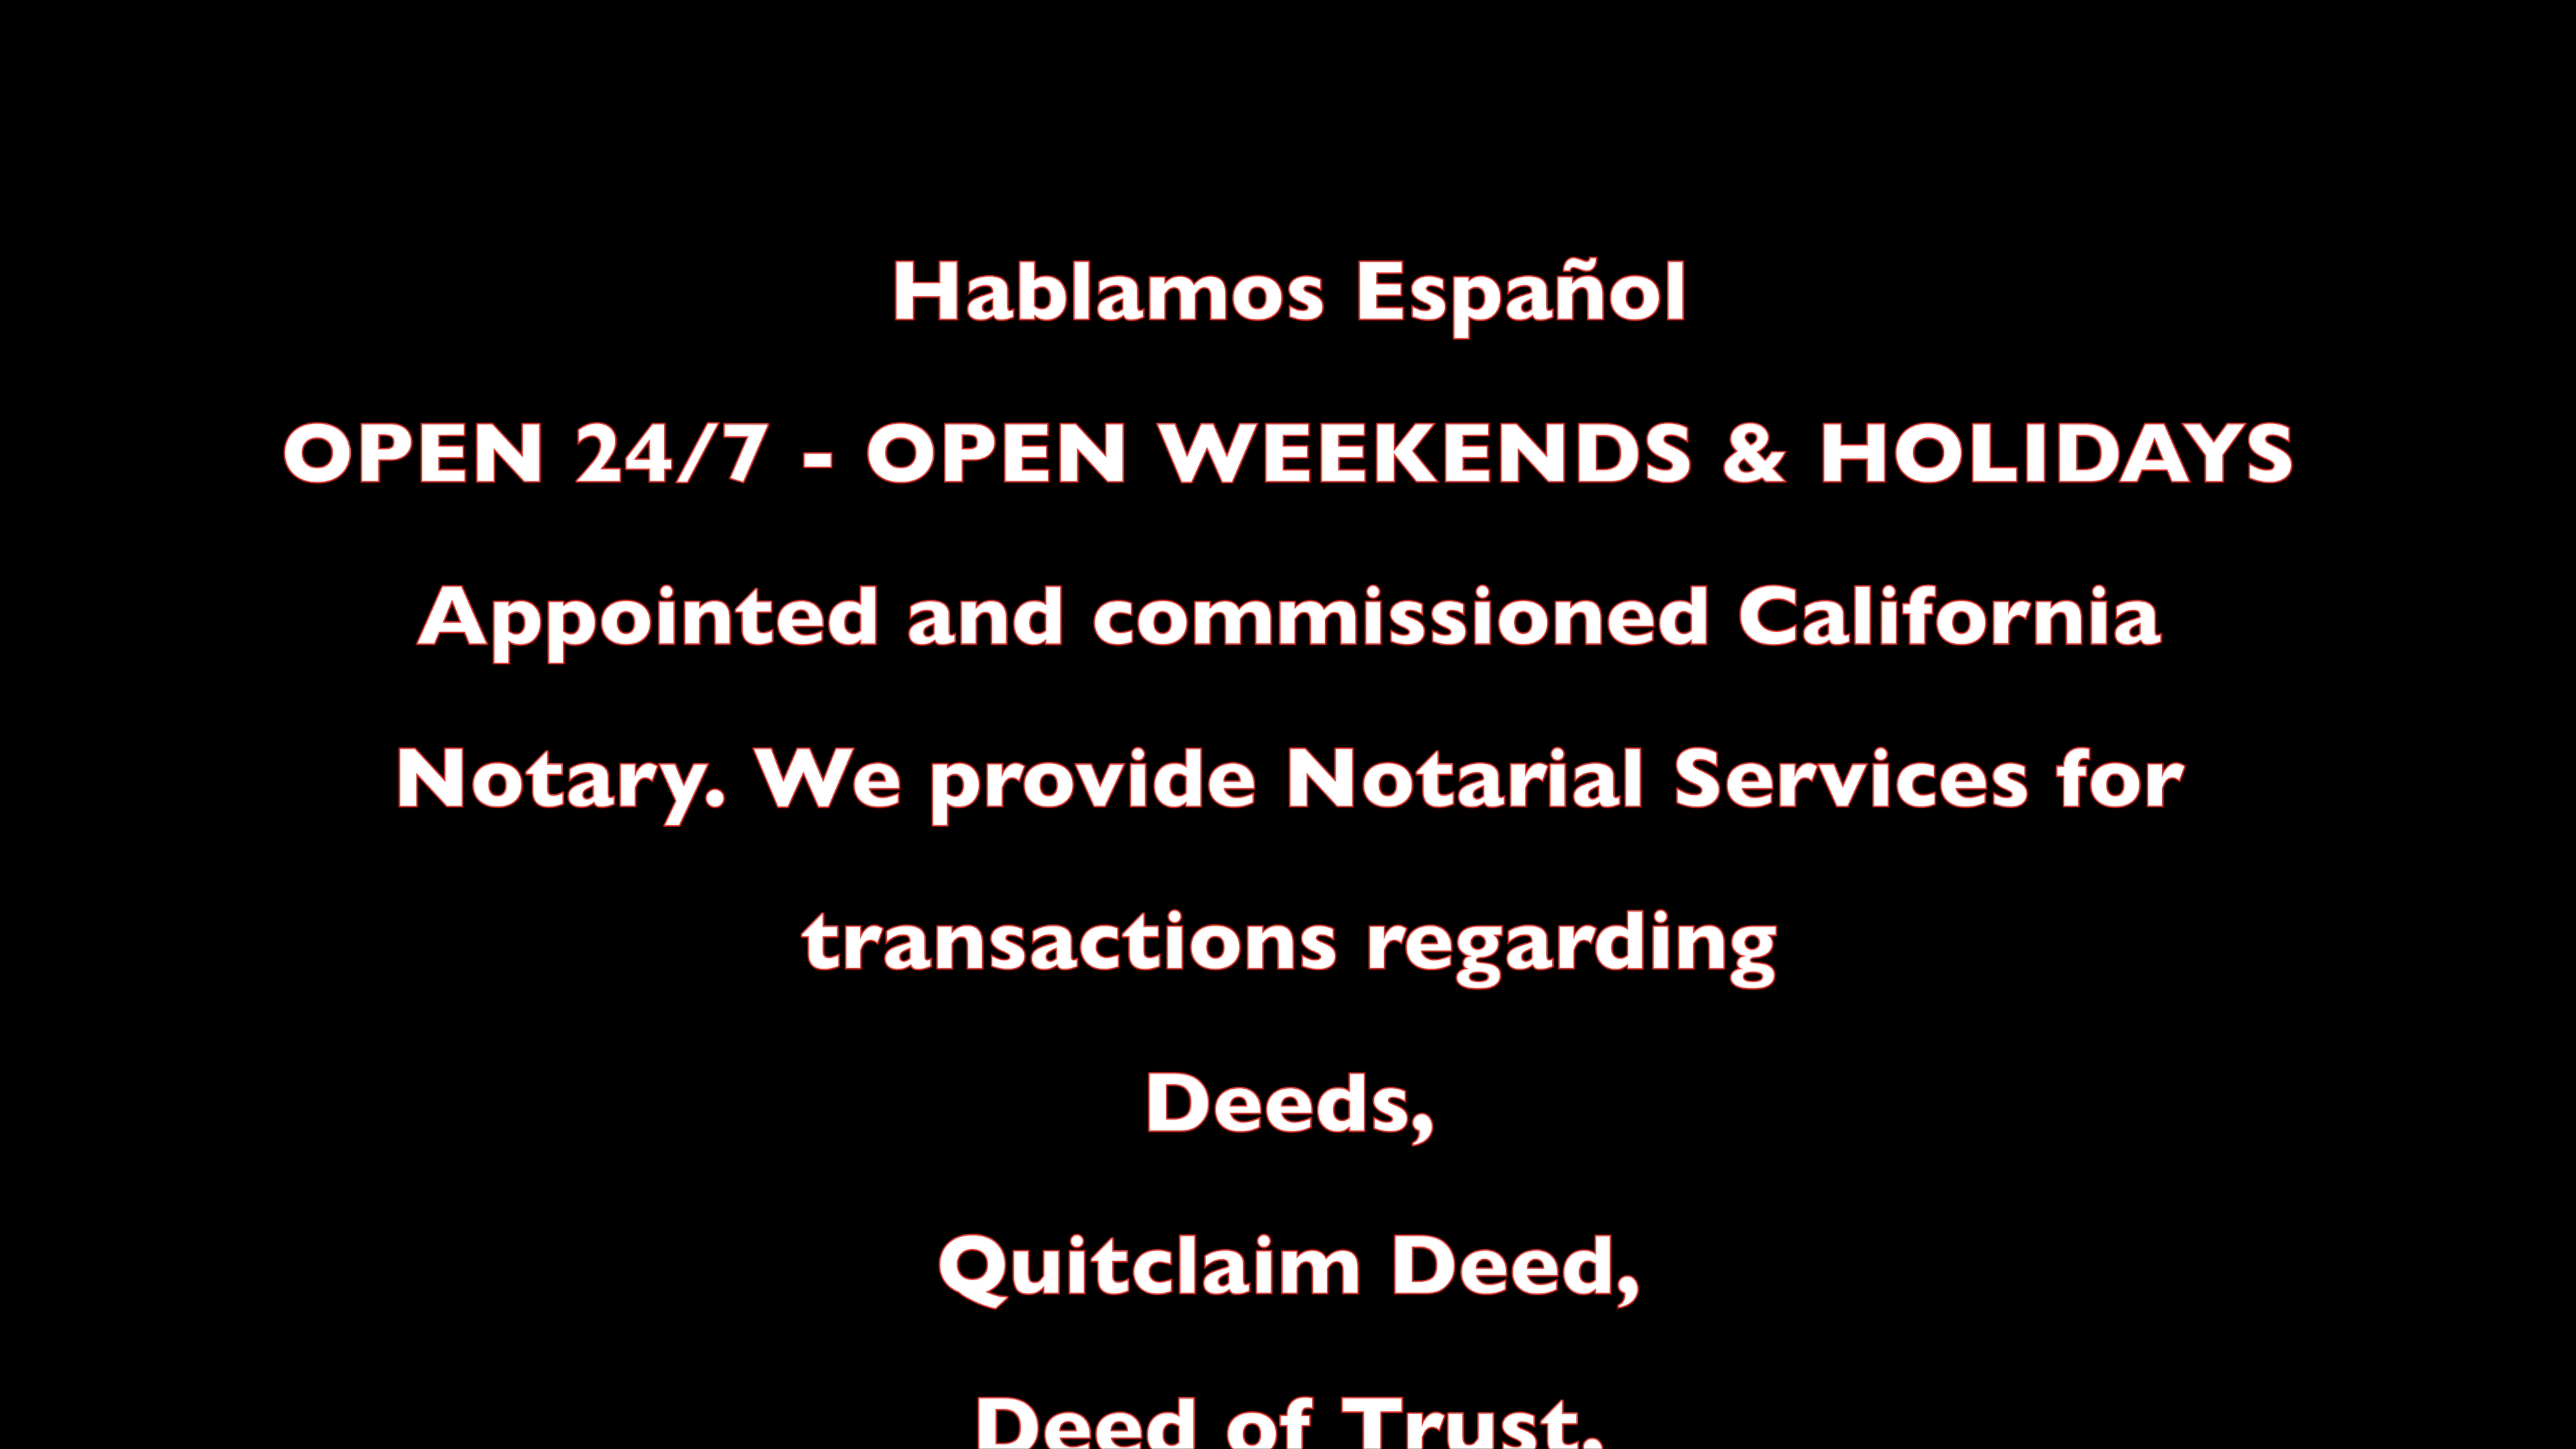 Hablamos Español
OPEN 24/7 - OPEN WEEKENDS & HOLIDAYS
Appointed and commissioned California
Notary. We provide Notarial Services for
transactions regarding
Deeds,
Quitclaim Deed,
Deed of Trust,